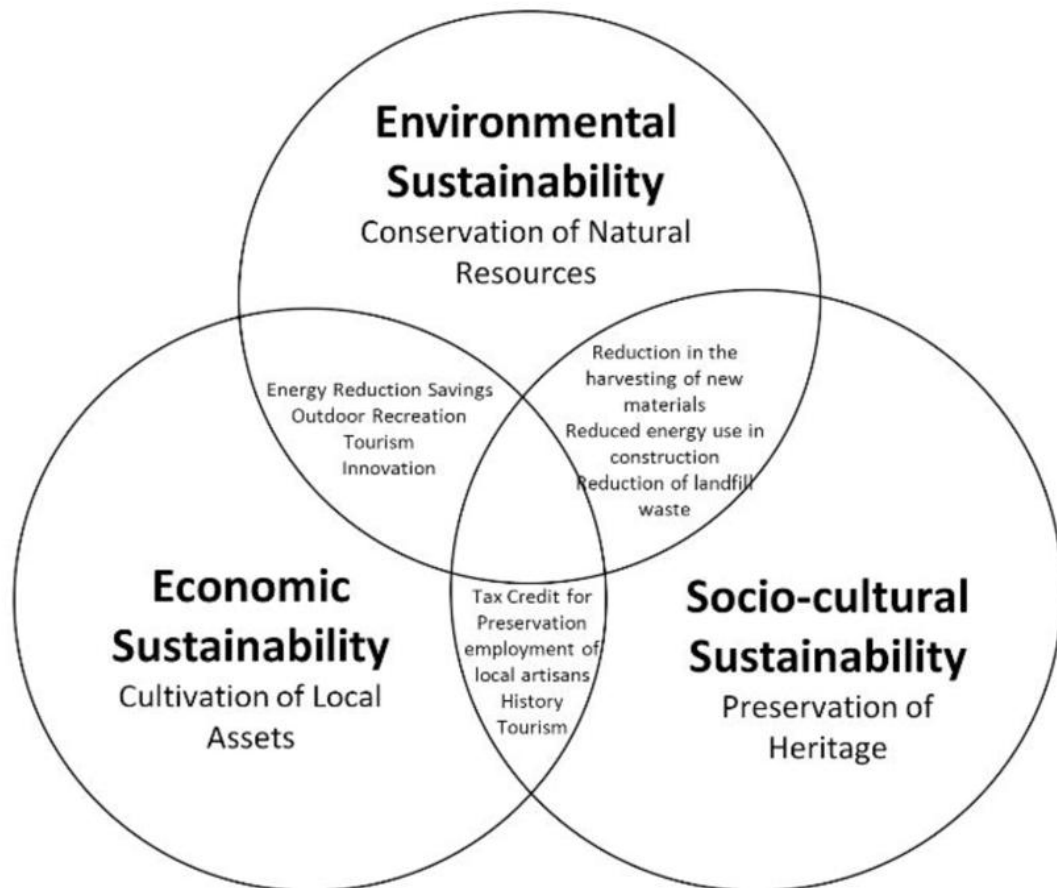 Environmental
Sustainability
Conservation of Natural
Resources
Energy Reduction Savings
Outdoor Recreation
Tourism
Innovation
Reduction in the
harvesting of new
materials
Reduced energy use in
construction
Reduction of landfill
waste
Economic
Sustainability
Cultivation of Local
Assets
Tax Credit for
Preservation
employment of
local artisans
History
Tourism
Socio-cultural
Sustainability
Preservation of
Heritage